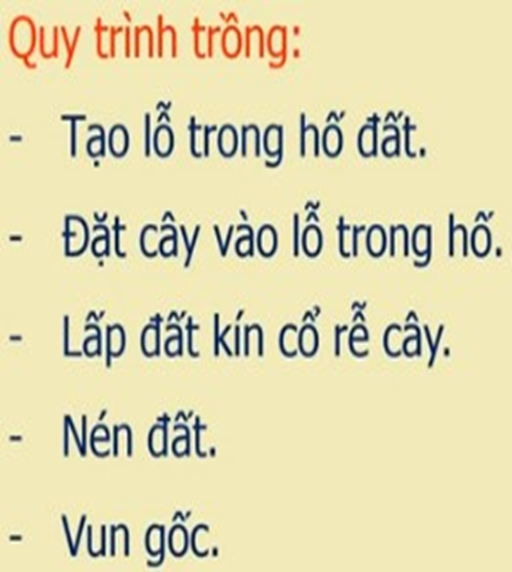 Quy trình trồng:
- Tạo lỗ trong hố đất.
- Đặt cây vào lỗ trong hố.
- Lấp đất kín cổ rễ cây.
- Nén đất.
- Vun gốc.